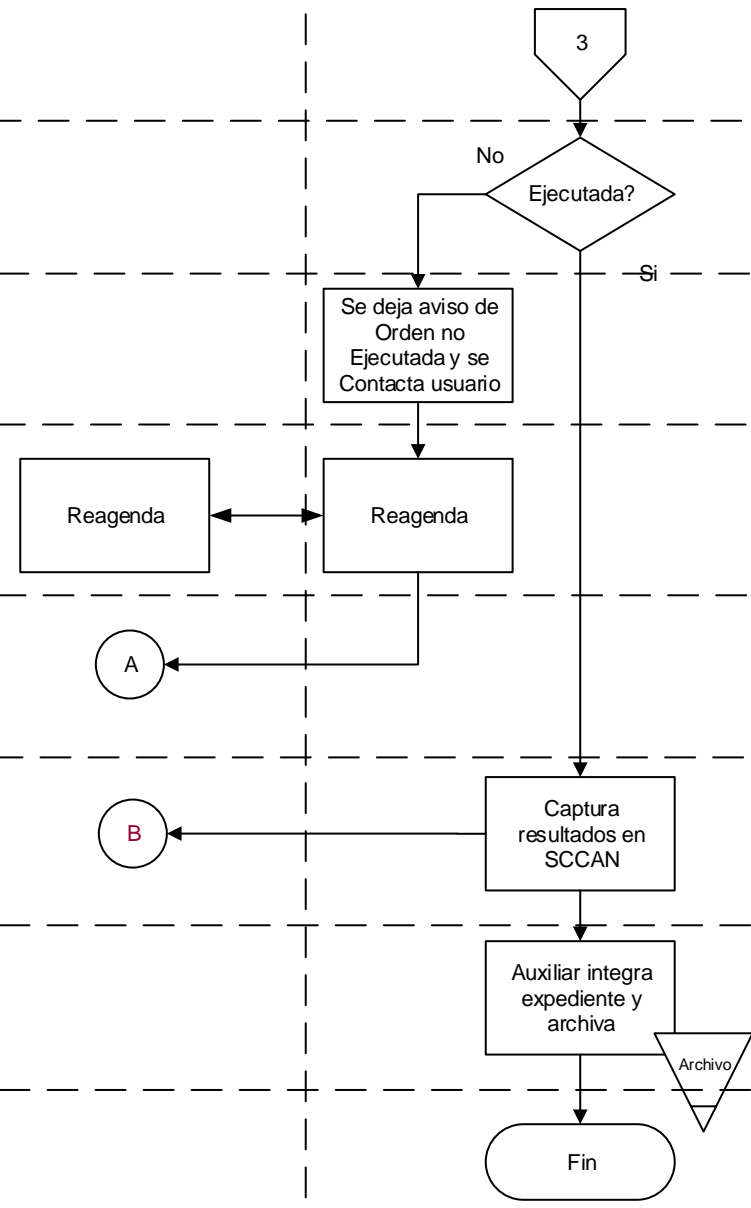 3
No
Ejecutada?
Si
Se deja aviso de
Orden no
Ejecutada y se
Contacta usuario
Reagenda
Reagenda
A
Captura
resultados en
SCCAN
B
Auxiliar integra
expediente y
archiva
Archivo
Fin